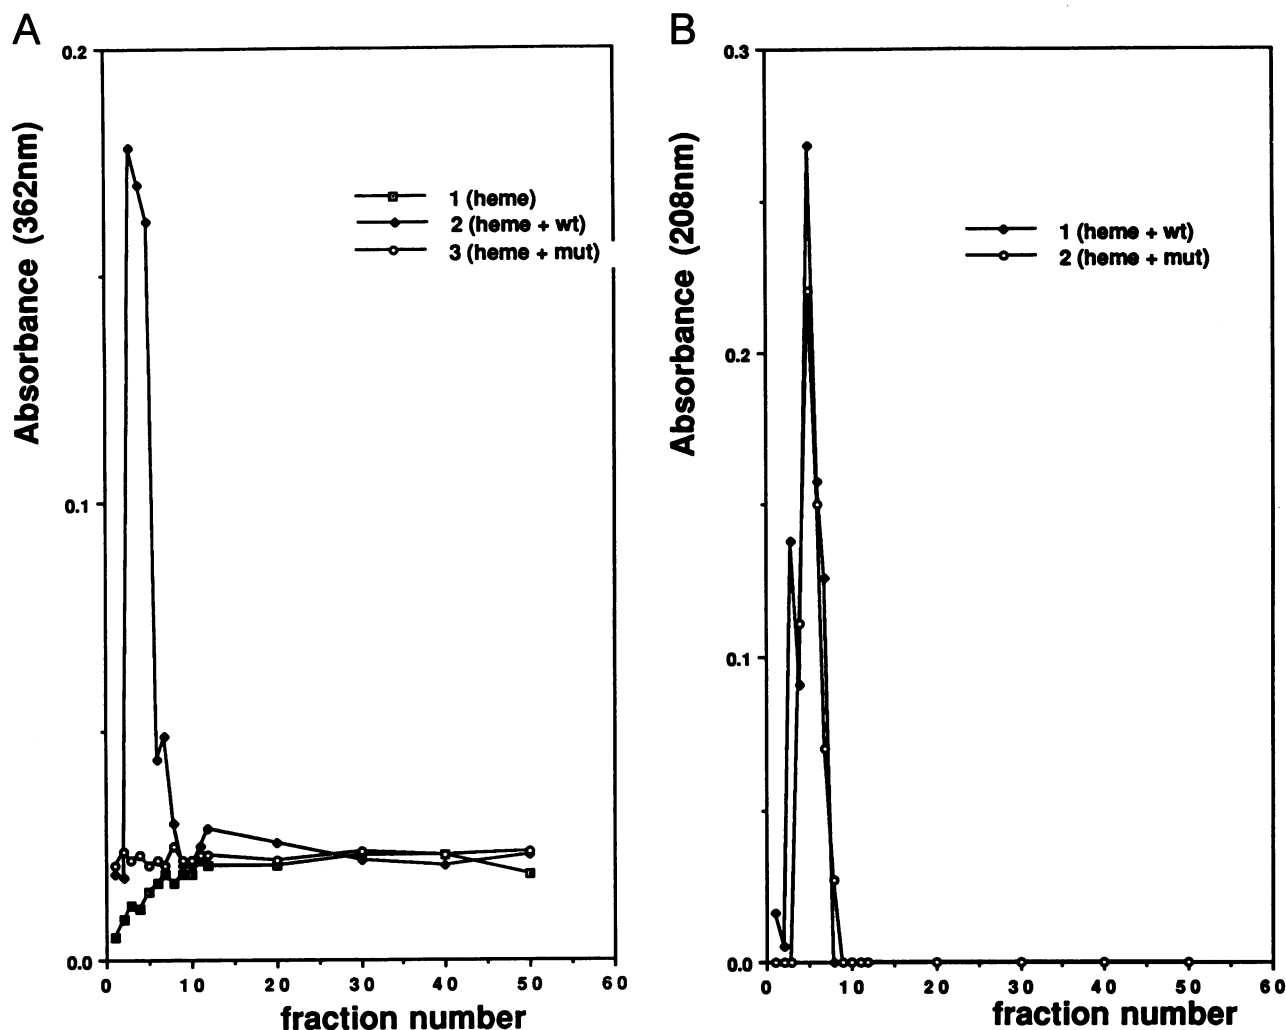 A
0.2
Absorbance (362nm)
1 (heme)
2 (heme + wt)
3 (heme + mut)
0.1
0.0
0 10 20 30 40 50 60
fraction number
B
0.3
Absorbance (208nm)
1 (heme + wt)
2 (heme + mut)
0.2
0.1
0.0
0 10 20 30 40 50 60
fraction number